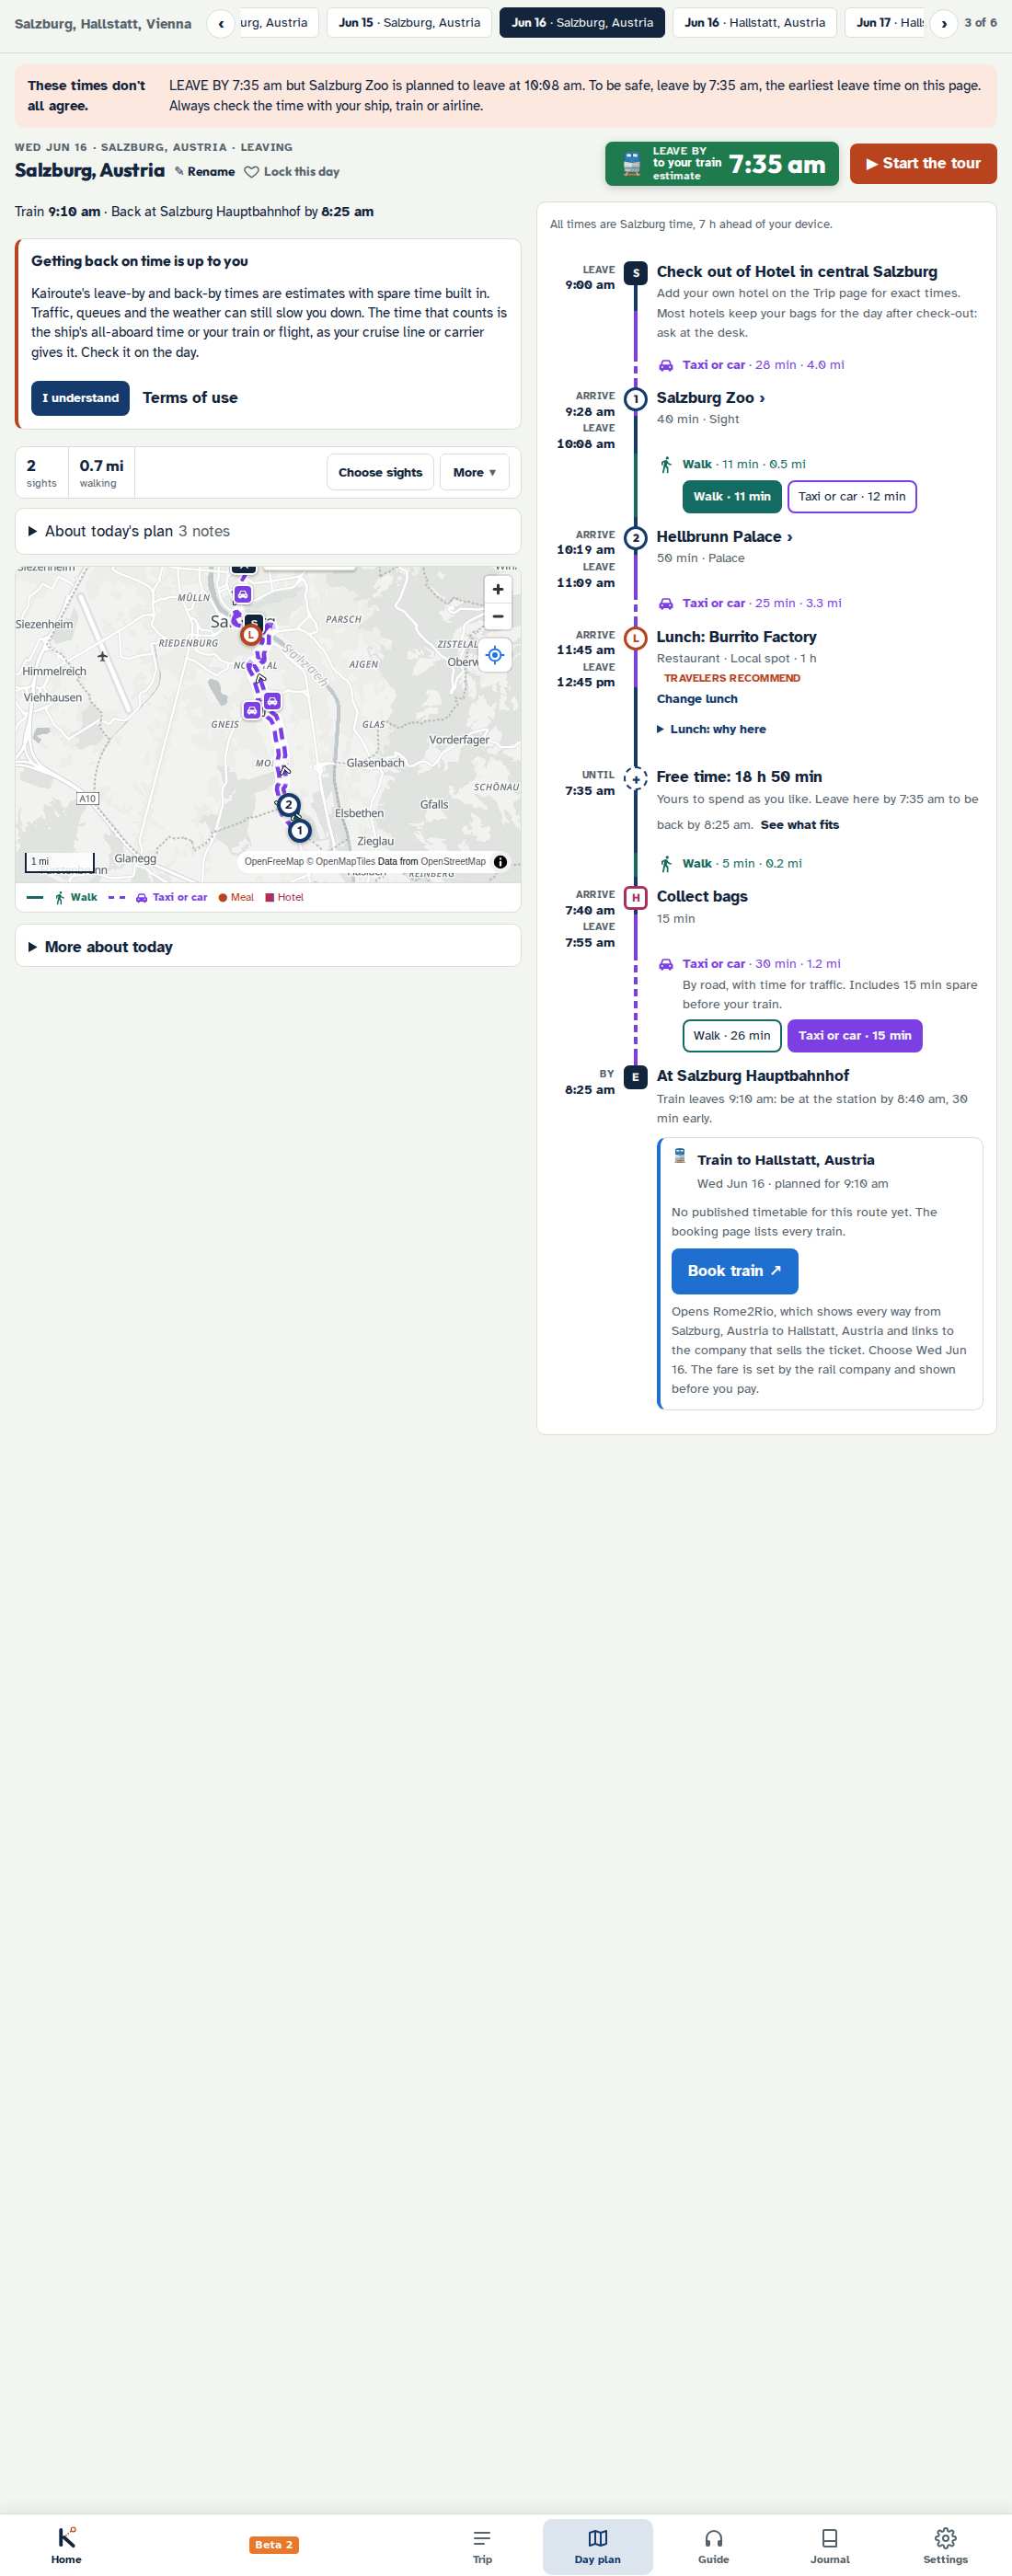 Salzburg, Hallstatt, Vienna
‹
urg, Austria
Jun 15 · Salzburg, Austria
Jun 16 · Salzburg, Austria
Jun 16 · Hallstatt, Austria
Jun 17 · Halls
›
3 of 6
These times don't all agree.
LEAVE BY 7:35 am but Salzburg Zoo is planned to leave at 10:08 am. To be safe, leave by 7:35 am, the earliest leave time on this page.
Always check the time with your ship, train or airline.
WED JUN 16 · SALZBURG, AUSTRIA · LEAVING
Salzburg, Austria
✎ Rename
Lock this day
LEAVE BY
to your train
estimate
7:35 am
▶ Start the tour
Train 9:10 am · Back at Salzburg Hauptbahnhof by 8:25 am
Getting back on time is up to you
Kairoute's leave-by and back-by times are estimates with spare time built in.
Traffic, queues and the weather can still slow you down. The time that counts is
the ship's all-aboard time or your train or flight, as your cruise line or carrier
gives it. Check it on the day.
I understand
Terms of use
2
sights
0.7 mi
walking
Choose sights
More ▼
▶ About today's plan 3 notes
Siezenheim
MÜLLN
PARSCH
Siezenheim
RIEDENBURG
Salzach
ZISTELAL
Himmelreich
AIGEN
Oberw
Viehhausen
GNEIS
GLAS
Vorderfager
Glasenbach
SCHÖNAU
A10
Elsbethen
Gfalls
Zieglau
Glanegg
REINBERG
S
L
2
1
+
−
1 mi
OpenFreeMap © OpenMapTiles Data from OpenStreetMap
Walk
Taxi or car
Meal
Hotel
▶ More about today
All times are Salzburg time, 7 h ahead of your device.
LEAVE
9:00 am
S
Check out of Hotel in central Salzburg
Add your own hotel on the Trip page for exact times.
Most hotels keep your bags for the day after check-out:
ask at the desk.
Taxi or car · 28 min · 4.0 mi
ARRIVE
9:28 am
LEAVE
10:08 am
1
Salzburg Zoo ›
40 min · Sight
Walk · 11 min · 0.5 mi
Walk · 11 min
Taxi or car · 12 min
ARRIVE
10:19 am
LEAVE
11:09 am
2
Hellbrunn Palace ›
50 min · Palace
Taxi or car · 25 min · 3.3 mi
ARRIVE
11:45 am
LEAVE
12:45 pm
L
Lunch: Burrito Factory
Restaurant · Local spot · 1 h
TRAVELERS RECOMMEND
Change lunch
▶ Lunch: why here
UNTIL
7:35 am
+
Free time: 18 h 50 min
Yours to spend as you like. Leave here by 7:35 am to be
back by 8:25 am. See what fits
Walk · 5 min · 0.2 mi
ARRIVE
7:40 am
LEAVE
7:55 am
H
Collect bags
15 min
Taxi or car · 30 min · 1.2 mi
By road, with time for traffic. Includes 15 min spare
before your train.
Walk · 26 min
Taxi or car · 15 min
BY
8:25 am
E
At Salzburg Hauptbahnhof
Train leaves 9:10 am: be at the station by 8:40 am, 30
min early.
Train to Hallstatt, Austria
Wed Jun 16 · planned for 9:10 am
No published timetable for this route yet. The
booking page lists every train.
Book train ↗
Opens Rome2Rio, which shows every way from
Salzburg, Austria to Hallstatt, Austria and links to
the company that sells the ticket. Choose Wed Jun
16. The fare is set by the rail company and shown
before you pay.
Home
Beta 2
Trip
Day plan
Guide
Journal
Settings